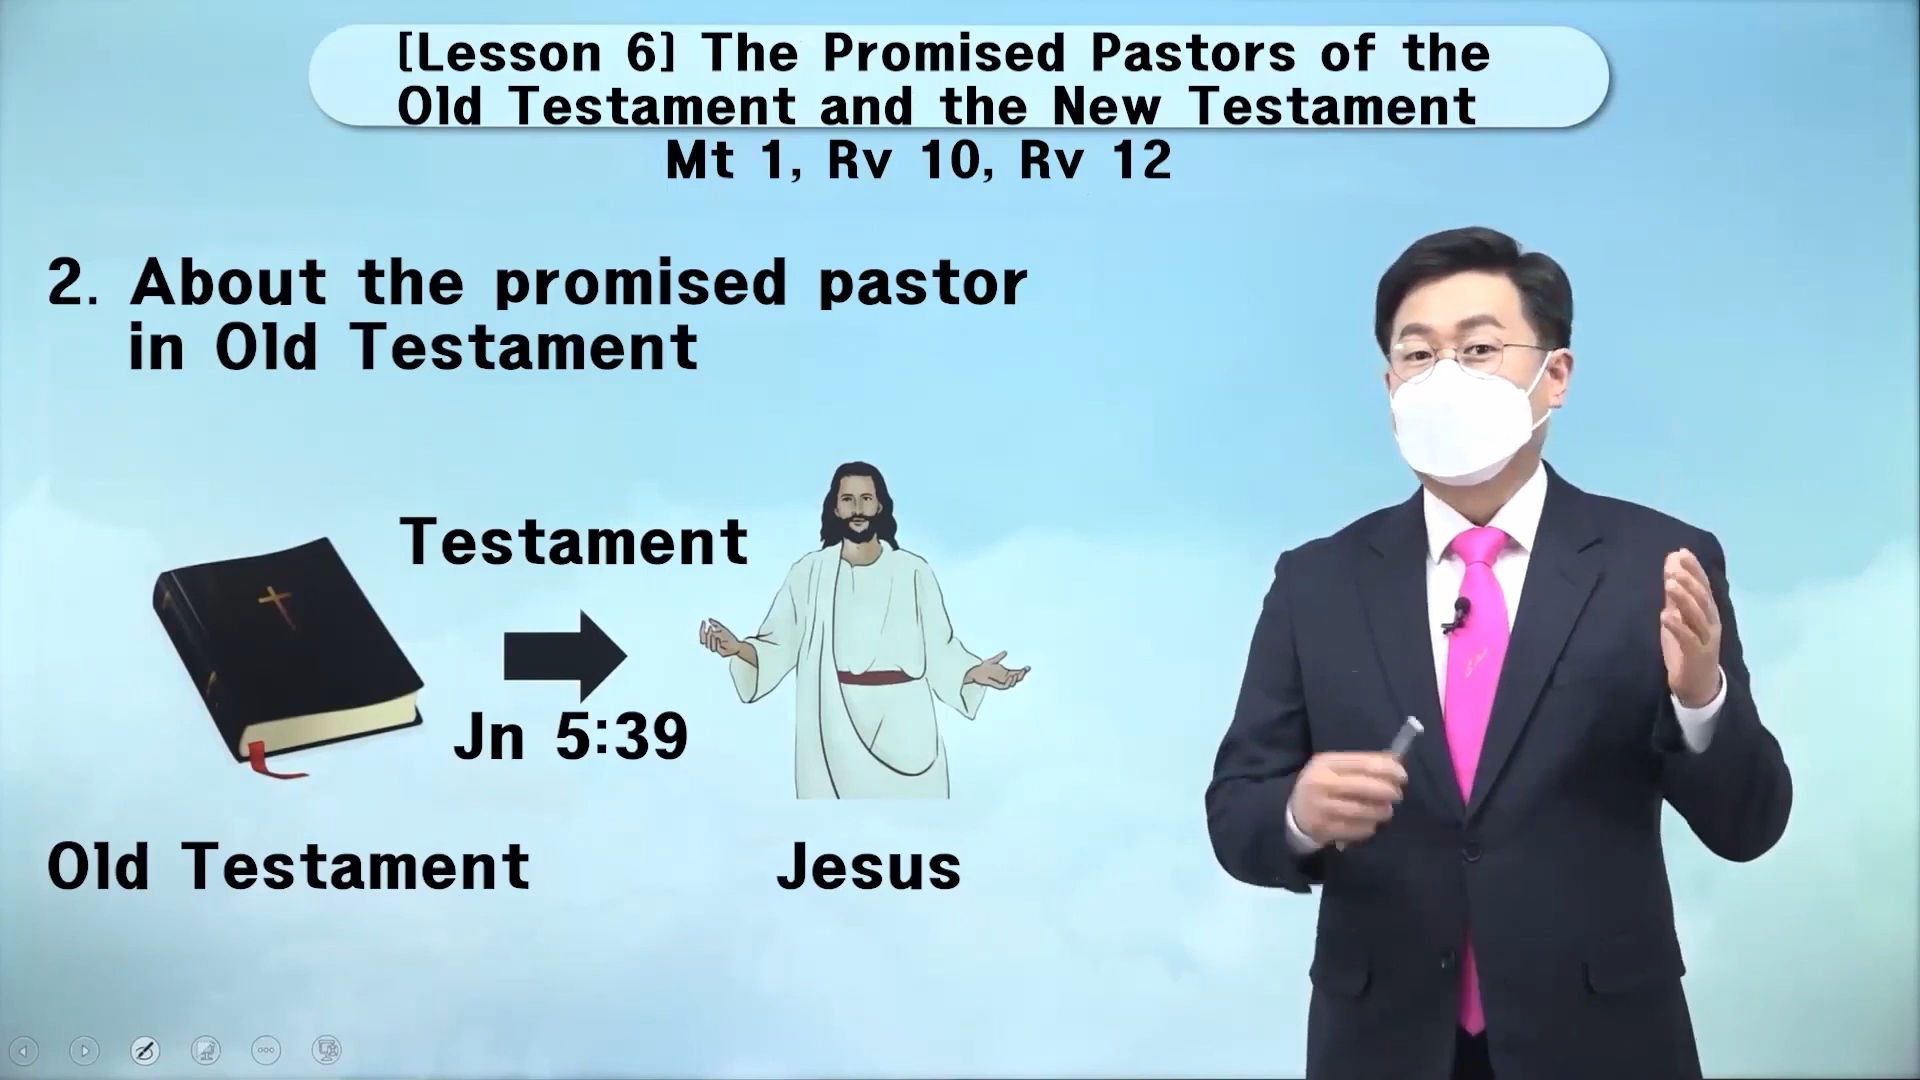 [Lesson 6] The Promised Pastors of the
Old Testament and the New Testament
Mt 1, Rv 10, Rv 12
2. About the promised pastor
in Old Testament
Testament
Jn 5:39
Old Testament
Jesus